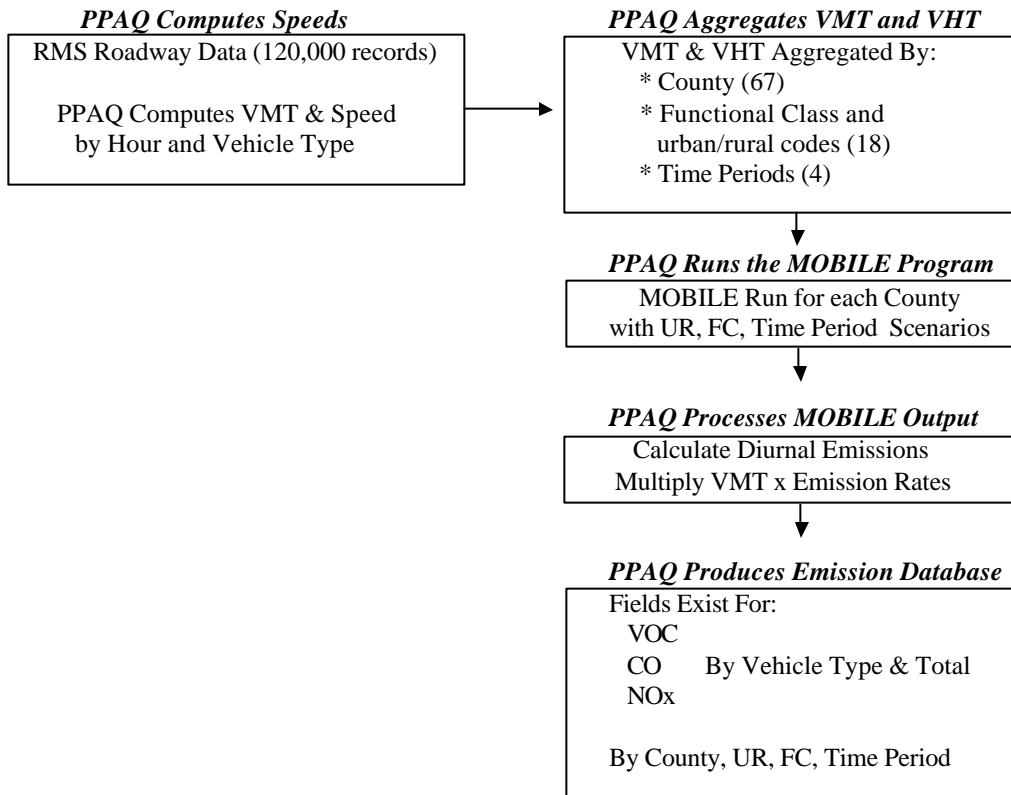 PPAQ Computes Speeds
RMS Roadway Data (120,000 records)
PPAQ Computes VMT & Speed
by Hour and Vehicle Type
PPAQ Aggregates VMT and VHT
VMT & VHT Aggregated By:
* County (67)
* Functional Class and
urban/rural codes (18)
* Time Periods (4)
PPAQ Runs the MOBILE Program
MOBILE Run for each County
with UR, FC, Time Period Scenarios
PPAQ Processes MOBILE Output
Calculate Diurnal Emissions
Multiply VMT x Emission Rates
PPAQ Produces Emission Database
Fields Exist For:
VOC
CO By Vehicle Type & Total
NOx
By County, UR, FC, Time Period